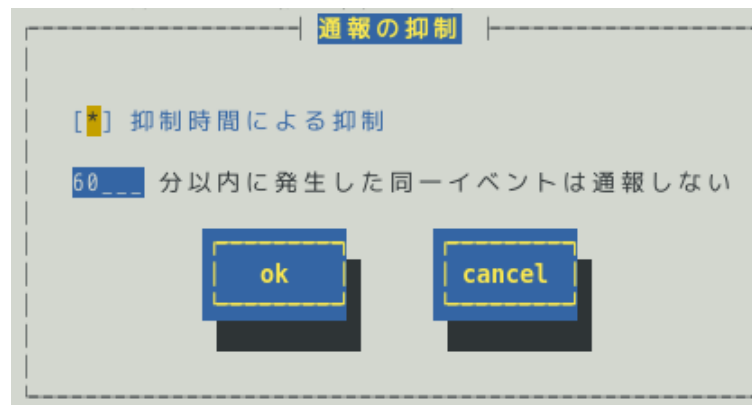 通報の抑制
[*] 抑制時間による抑制
60___ 分以内に発生した同一イベントは通報しない
ok cancel